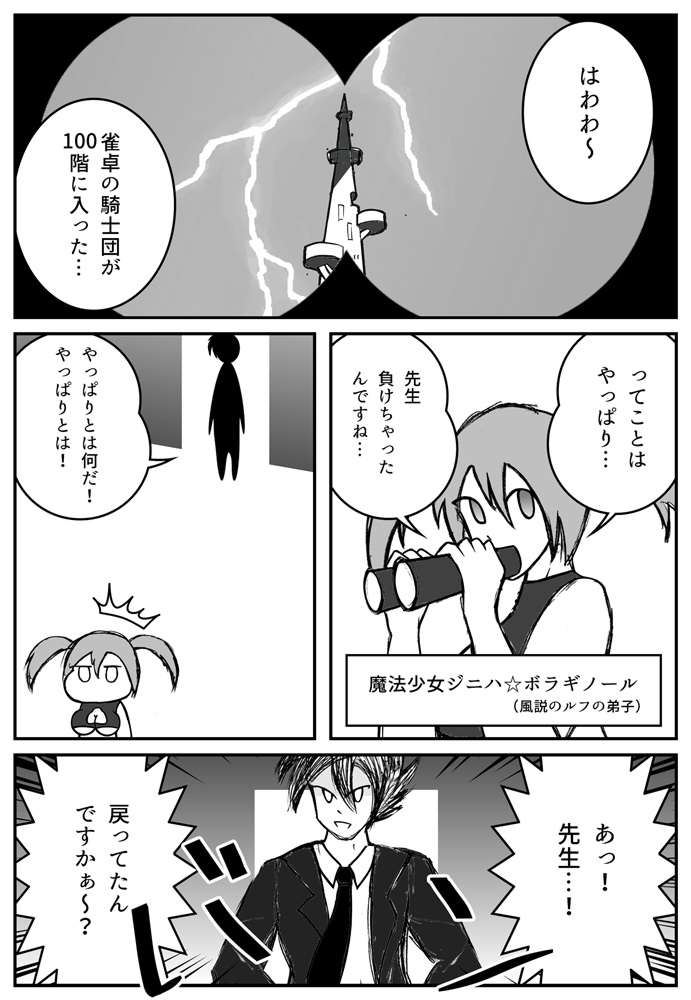 はわわ～
雀卓の騎士団が
100階に入った…
ってことは
やっぱり…
先生
負けちゃった
んですね…
魔法少女ジニハ☆ボラギノール
（風説のルフの弟子）
やっぱりとは何だ！
やっぱりとは！
あっ！
先生…！
バーン
戻ってたん
ですかぁ～？